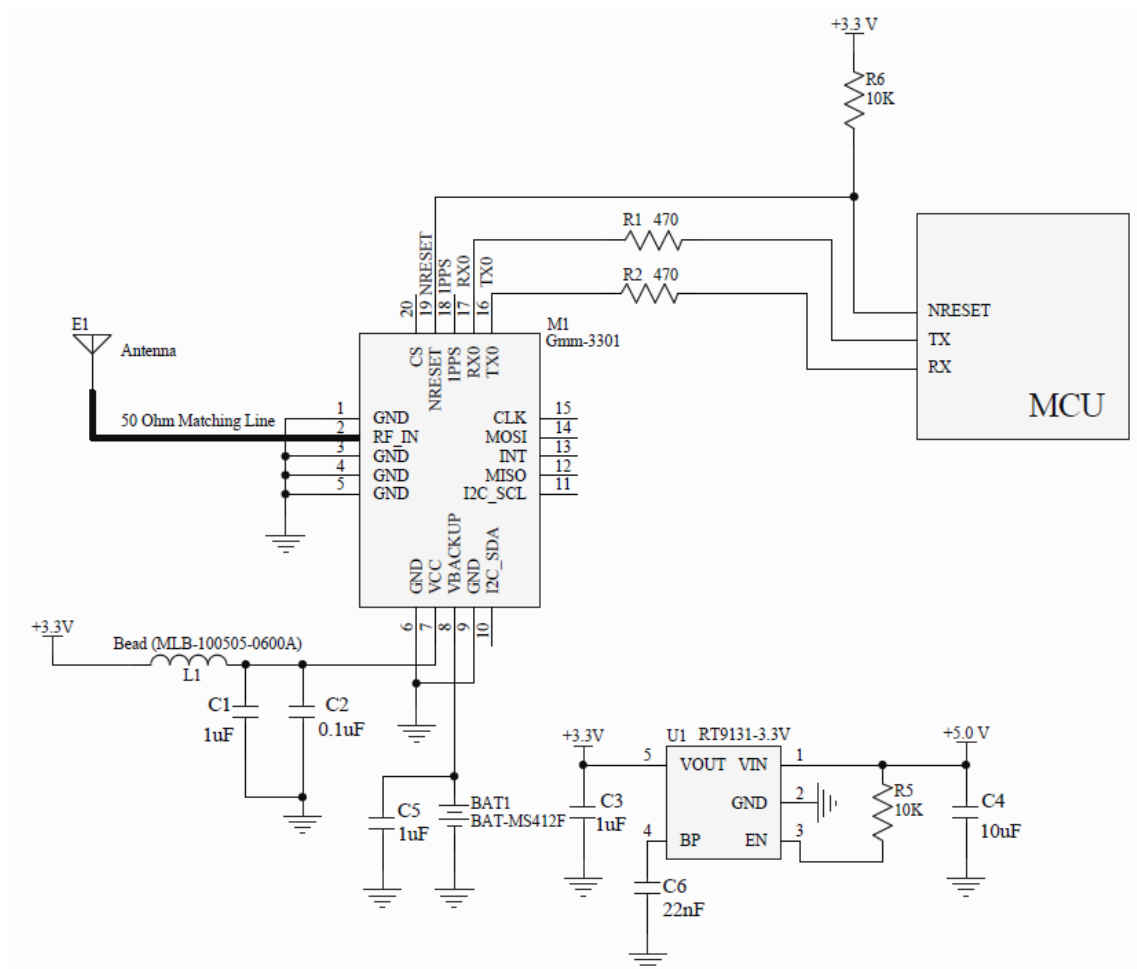 +3.3 V
R6
10K
R1 470
R2 470
20
19 NRESET
18 1PPS
17 RX0
16 TX0
E1
Antenna
50 Ohm Matching Line
M1
Gmm-3301
CS
NRESET
1PPS
RX0
TX0
1 GND
2 RF_IN
3 GND
4 GND
5 GND
CLK 15
MOSI 14
INT 13
MISO 12
I2C_SCL 11
GND
VCC
VBACKUP
GND
I2C_SDA
6
7
8
9
10
NRESET
TX
RX
MCU
+3.3V
Bead (MLB-100505-0600A)
L1
C1
1uF
C2
0.1uF
C5
1uF
BAT1
BAT-MS412F
+3.3V
U1 RT9131-3.3V
+5.0 V
5 VOUT VIN 1
GND 2
4 BP EN 3
C3
1uF
R5
10K
C4
10uF
C6
22nF